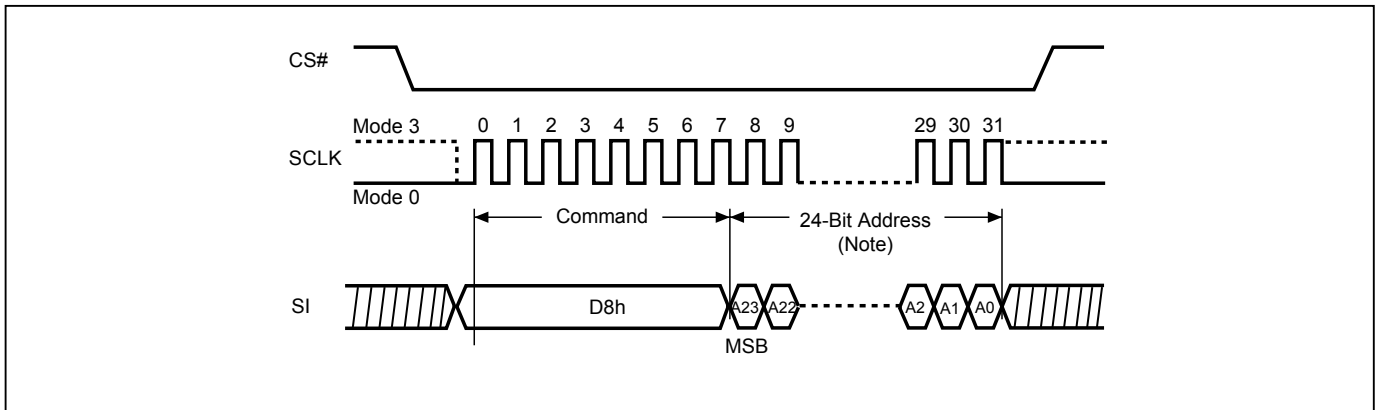 CS#
Mode 3 0 1 2 3 4 5 6 7 8 9 29 30 31
SCLK
Mode 0
Command 24-Bit Address
(Note)
SI D8h A23 A22 A2 A1 A0
MSB